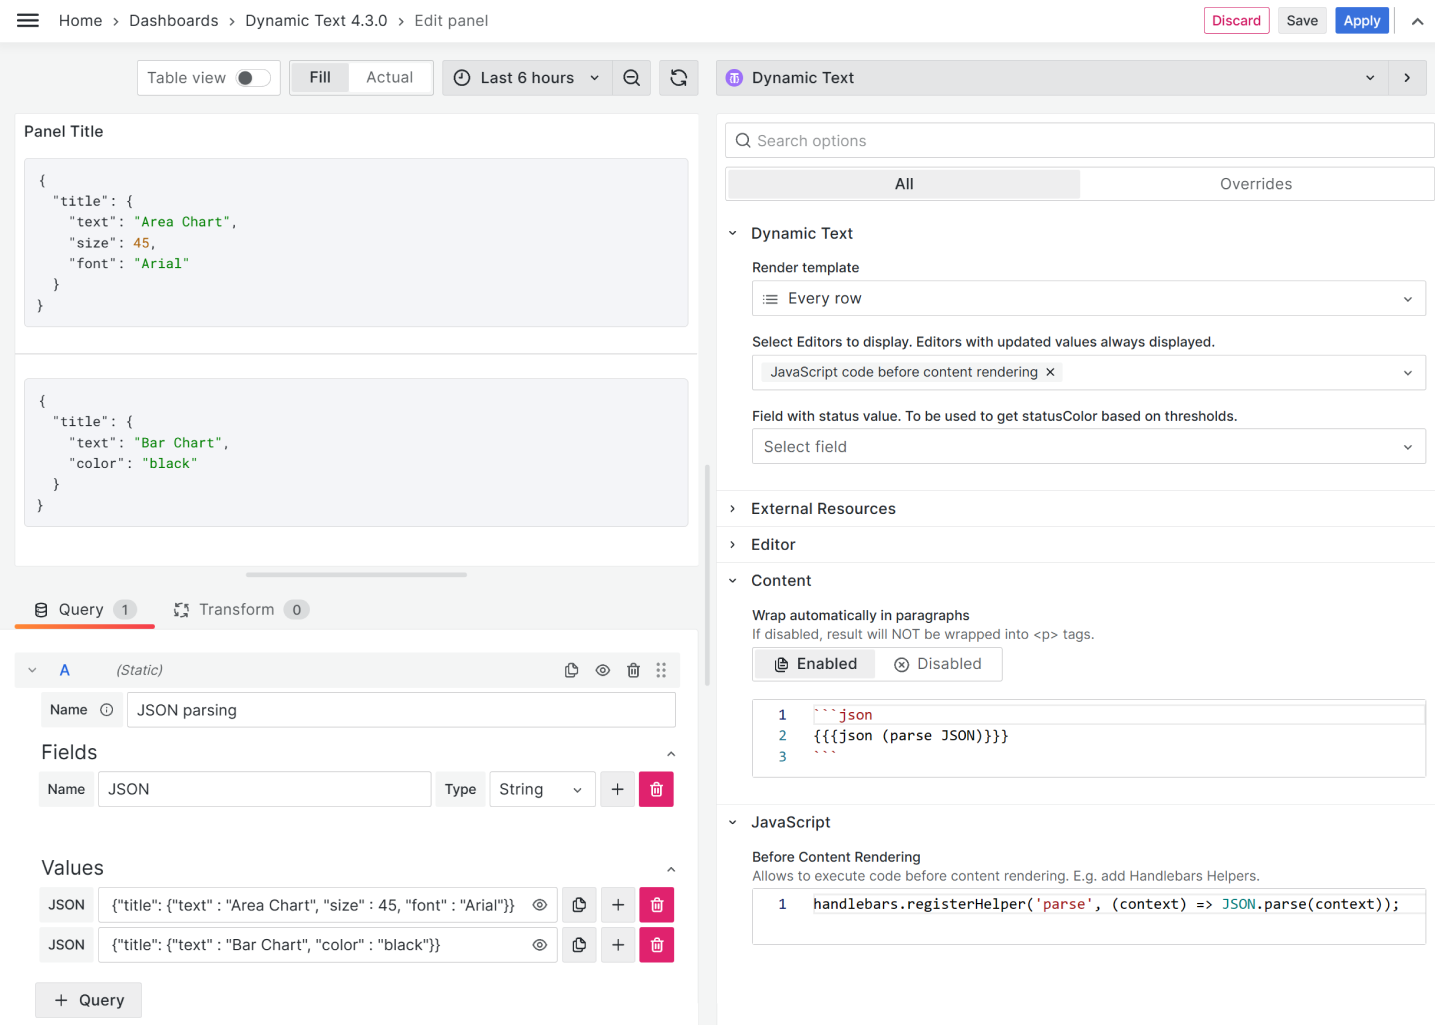 Home › Dashboards › Dynamic Text 4.3.0 › Edit panel
Discard
Save
Apply
Table view
Fill
Actual
Last 6 hours
Dynamic Text
Panel Title
{
"title": {
"text": "Area Chart",
"size": 45,
"font": "Arial"
}
}
{
"title": {
"text": "Bar Chart",
"color": "black"
}
}
Query 1
Transform 0
A
(Static)
Name
JSON parsing
Fields
Name
JSON
Type
String
Values
JSON
{"title": {"text" : "Area Chart", "size" : 45, "font" : "Arial"}}
JSON
{"title": {"text" : "Bar Chart", "color" : "black"}}
+ Query
Search options
All
Overrides
Dynamic Text
Render template
Every row
Select Editors to display. Editors with updated values always displayed.
JavaScript code before content rendering ×
Field with status value. To be used to get statusColor based on thresholds.
Select field
External Resources
Editor
Content
Wrap automatically in paragraphs
If disabled, result will NOT be wrapped into <p> tags.
Enabled
Disabled
1 ```json
2 {{{json (parse JSON)}}}
3 ```
JavaScript
Before Content Rendering
Allows to execute code before content rendering. E.g. add Handlebars Helpers.
1 handlebars.registerHelper('parse', (context) => JSON.parse(context));